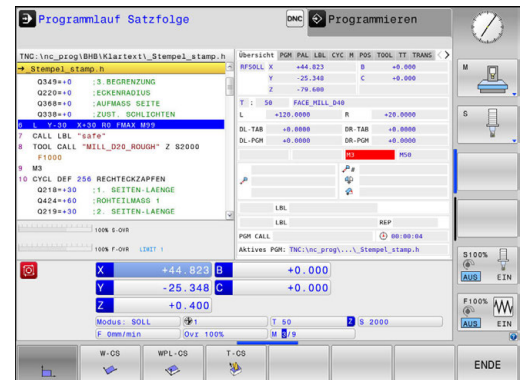 Programmlauf Satzfolge
DNC
Programmieren
TNC:\nc_prog\BHB\Klartext\_Stempel_stamp.h
→_Stempel_stamp.h
Q349=+0 ;3.BEGRENZUNG
Q220=+0 ;ECKENRADIUS
Q368=+0 ;AUFMASS SEITE
Q338=+0 ;ZUST. SCHLICHTEN
6 L Y-30 X+30 R0 FMAX M99
7 CALL LBL "safe"
8 TOOL CALL "MILL_D20_ROUGH" Z S2000
F1000
9 M3
10 CYCL DEF 256 RECHTECKZAPFEN
Q218=+30 ;1. SEITEN-LAENGE
Q424=+60 ;ROHTEILMASS 1
Q219=+30 ;2. SEITEN-LAENGE
100% S-OVR
100% F-OVR LIMIT 1
Übersicht PGM PAL LBL CYC M POS TOOL TT TRANS
RFSOLL X +44.823 B +0.000
Y -25.348 C +0.000
Z -79.600
T : 50 FACE_MILL_D40
L +120.0000 R +20.0000
DL-TAB +0.0000 DR-TAB +0.0000
DL-PGM +0.0000 DR-PGM +0.0000
M3 M50
LBL
LBL REP
PGM CALL 00:00:04
Aktives PGM: TNC:\nc_prog\...\_Stempel_stamp.h
X +44.823 B +0.000
Y -25.348 C +0.000
Z +0.400
Modus: SOLL 1 T 50 Z S 2000
F 0mm/min Ovr 100% M 5/9
M
S
S100%
AUS EIN
F100%
AUS EIN
W-CS WPL-CS T-CS
ENDE